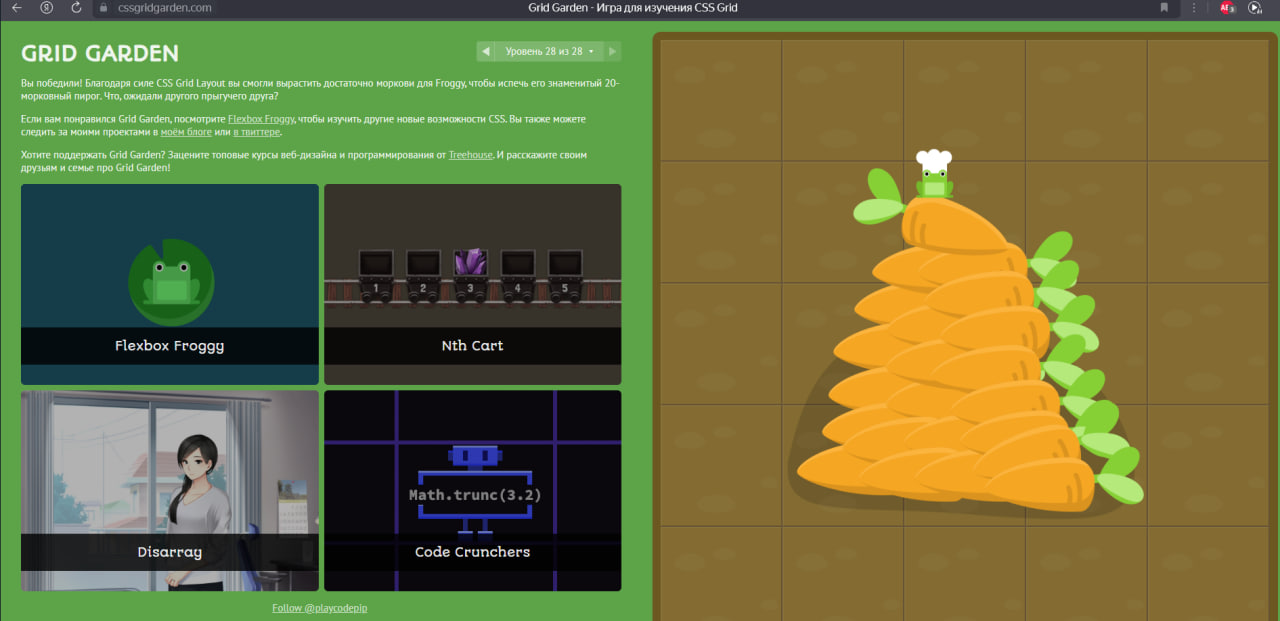 cssgridgarden.com
Grid Garden - Игра для изучения CSS Grid
GRID GARDEN
Уровень 28 из 28
Вы победили! Благодаря силе CSS Grid Layout вы смогли вырастить достаточно моркови для Froggy, чтобы испечь его знаменитый 20-
морковный пирог. Что, ожидали другого прыгучего друга?
Если вам понравился Grid Garden, посмотрите Flexbox Froggy, чтобы изучить другие новые возможности CSS. Вы также можете
следить за моими проектами в моём блоге или в твиттере.
Хотите поддержать Grid Garden? Зацените топовые курсы веб-дизайна и программирования от Treehouse. И расскажите своим
друзьям и семье про Grid Garden!
1 2 3 4 5
Flexbox Froggy
Nth Cart
Math.trunc(3.2)
Disarray
Code Crunchers
Follow @playcodepip